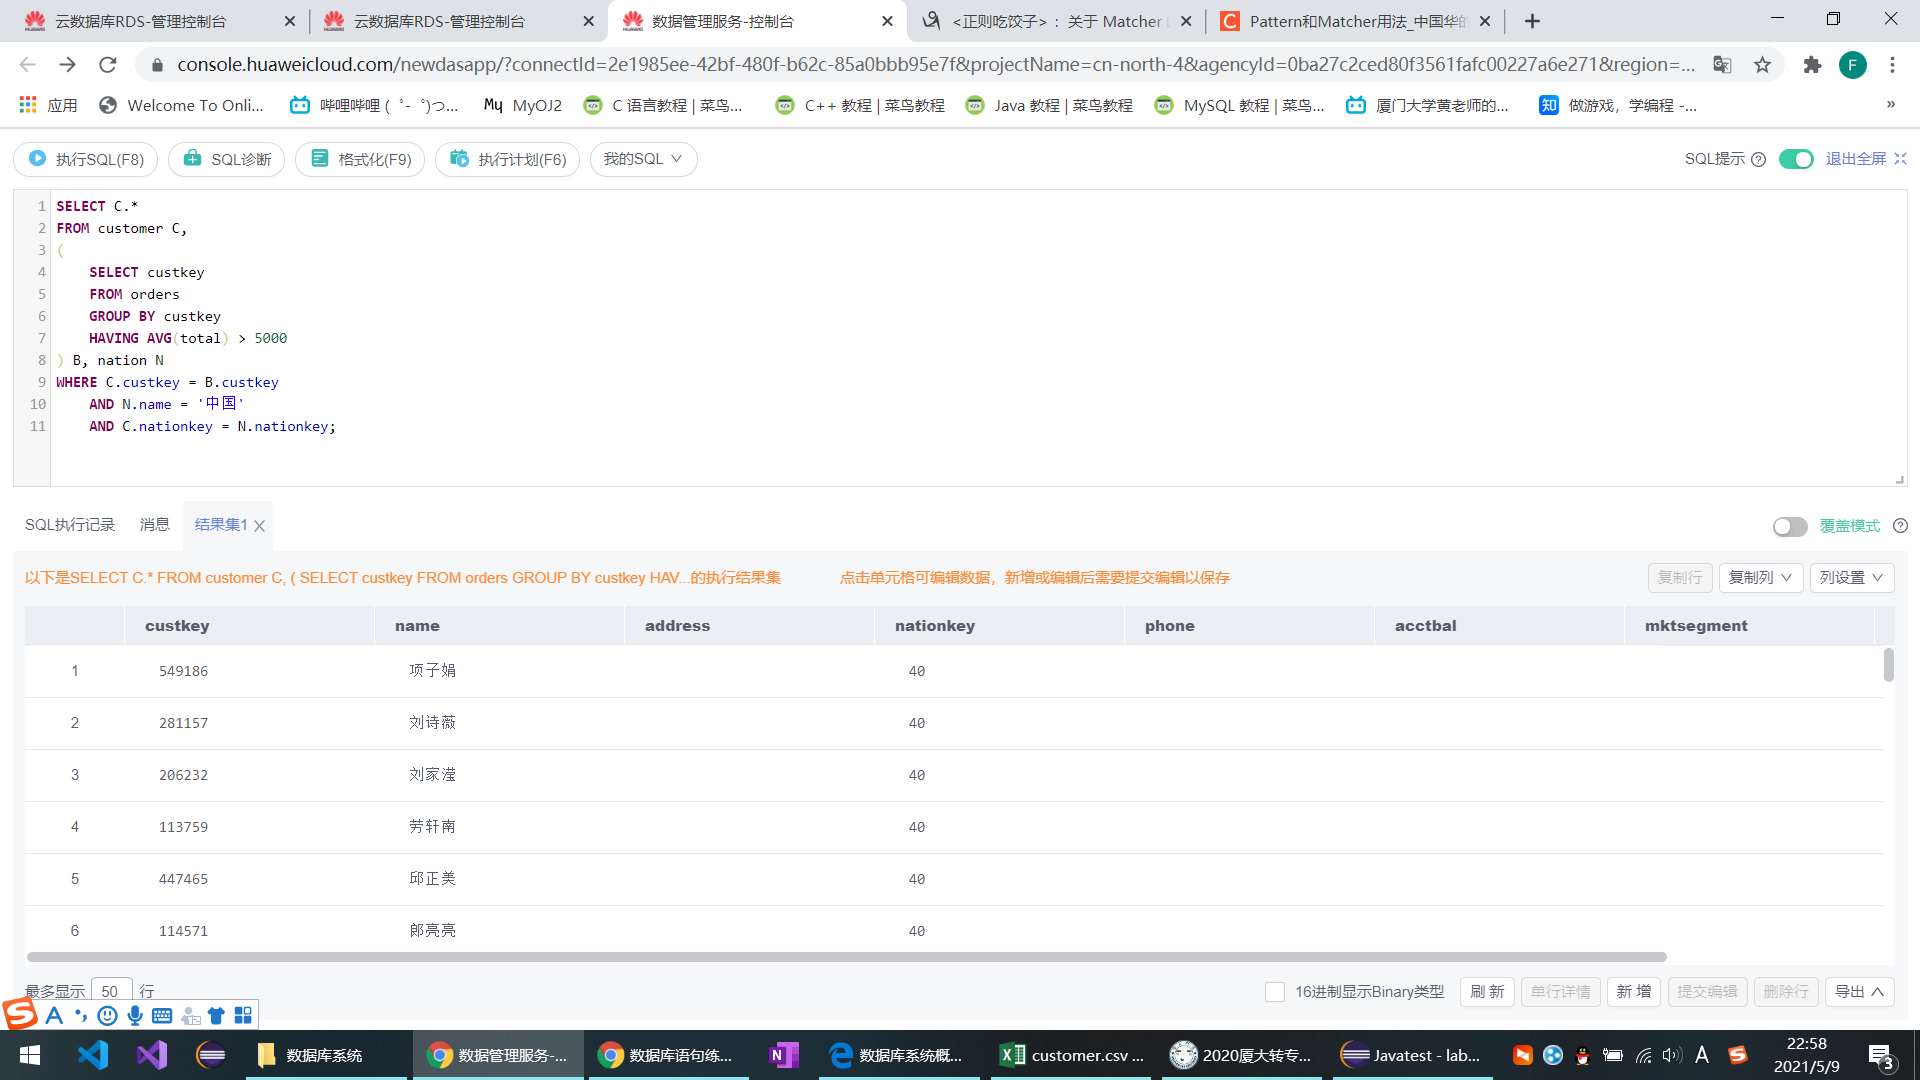 云数据库RDS-管理控制台
云数据库RDS-管理控制台
数据管理服务-控制台
<正则吃饺子> ：关于 Matcher
Pattern和Matcher用法_中国华
console.huaweicloud.com/newdasapp/?connectId=2e1985ee-42bf-480f-b62c-85a0bbb95e7f&projectName=cn-north-4&agencyId=0ba27c2ced80f3561fafc00227a6e271&region=...
F
应用
Welcome To Onli...
哔哩哔哩 (゜-゜)つ...
MyOJ2
C 语言教程 | 菜鸟...
C++ 教程 | 菜鸟教程
Java 教程 | 菜鸟教程
MySQL 教程 | 菜鸟...
厦门大学黄老师的...
知 做游戏，学编程 -...
»
执行SQL(F8)
SQL诊断
格式化(F9)
执行计划(F6)
我的SQL
SQL提示
退出全屏
1 SELECT C.*
2 FROM customer C,
3 (
4 SELECT custkey
5 FROM orders
6 GROUP BY custkey
7 HAVING AVG(total) > 5000
8 ) B, nation N
9 WHERE C.custkey = B.custkey
10 AND N.name = '中国'
11 AND C.nationkey = N.nationkey;
SQL执行记录
消息
结果集1
覆盖模式
以下是SELECT C.* FROM customer C, ( SELECT custkey FROM orders GROUP BY custkey HAV...的执行结果集
点击单元格可编辑数据，新增或编辑后需要提交编辑以保存
复制行
复制列
列设置
custkey name address nationkey phone acctbal mktsegment
1 549186 项子娟 40
2 281157 刘诗薇 40
3 206232 刘家滢 40
4 113759 劳轩南 40
5 447465 邱正美 40
6 114571 郎亮亮 40
最多显示 50 行
16进制显示Binary类型
刷 新
单行详情
新 增
提交编辑
删除行
导出
数据库系统
数据管理服务-...
数据库语句练...
数据库系统概...
customer.csv ...
2020厦大转专...
Javatest - lab...
22:58
2021/5/9
3